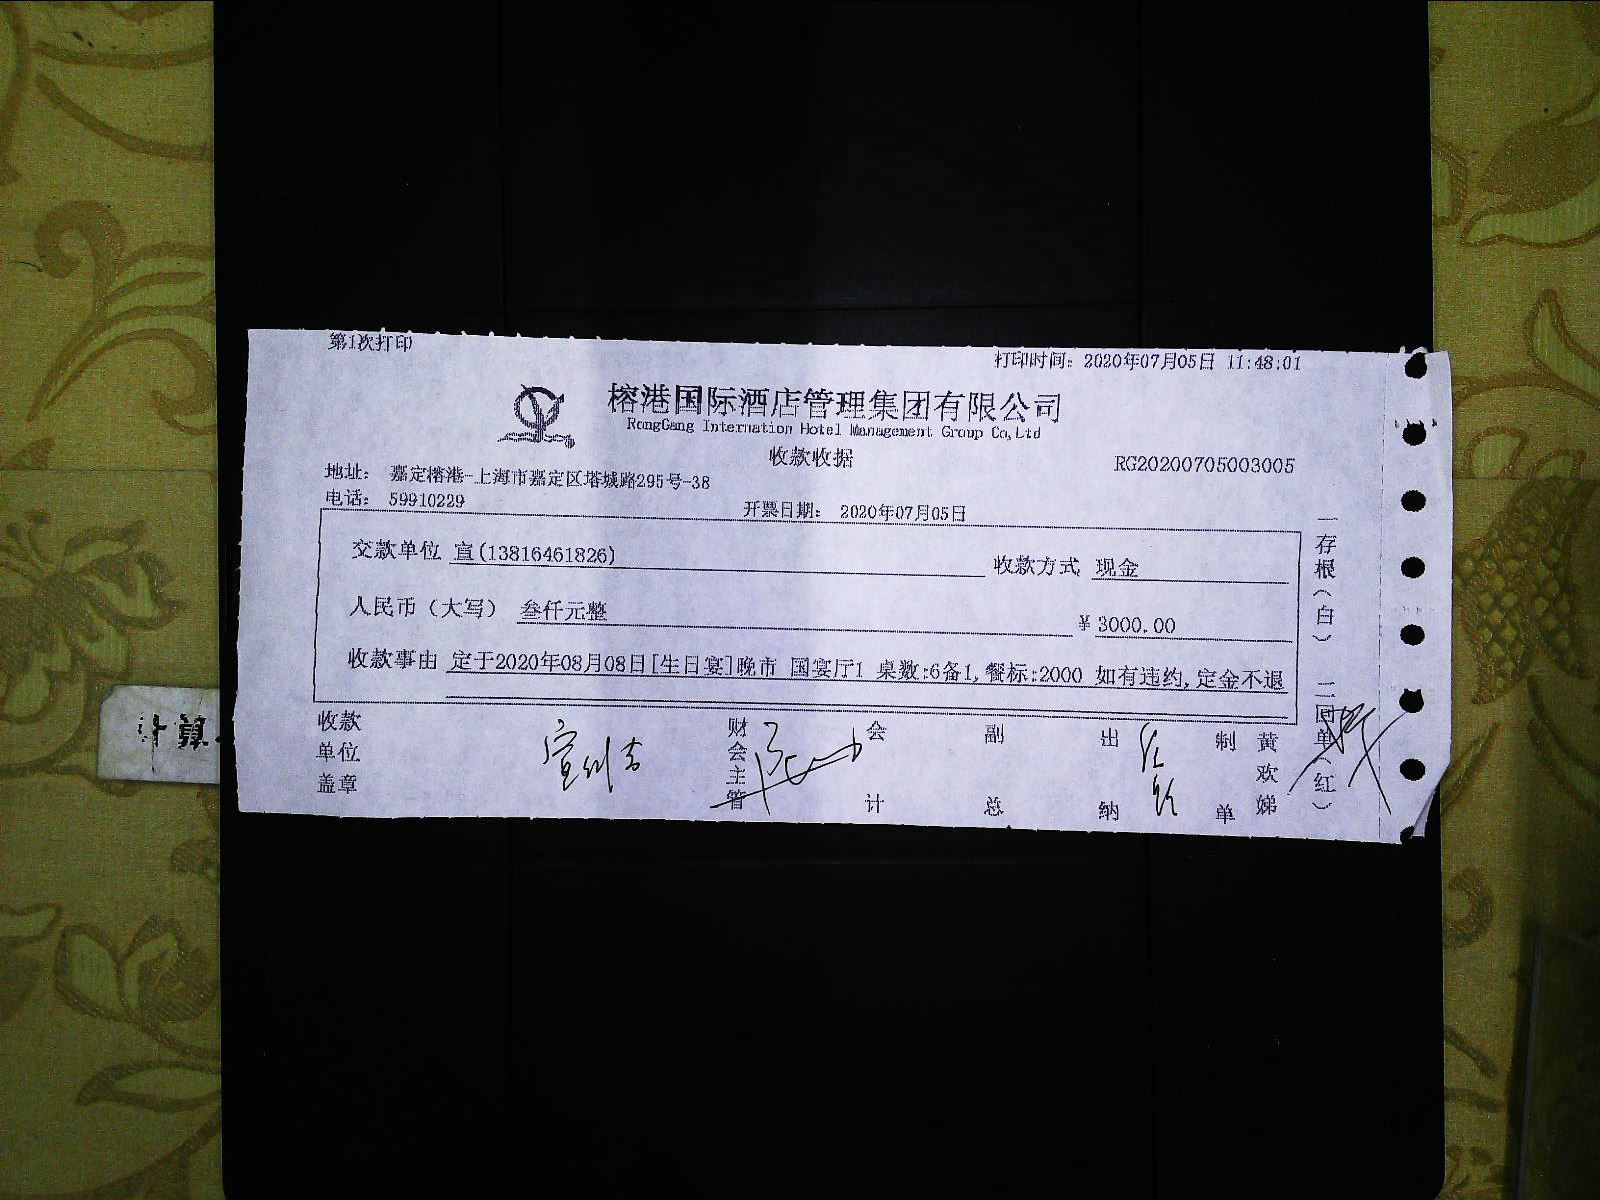 第1次打印
打印时间: 2020年07月05日 11:48:01
榕港国际酒店管理集团有限公司
RongGang Internation Hotel Management Group Co,Ltd
收款收据
RG20200705003005
地址: 嘉定榕港-上海市嘉定区塔城路295号-38
电话: 59910229
开票日期: 2020年07月05日
交款单位 宣(13816461826) 收款方式 现金
人民币（大写） 叁仟元整 ¥3000.00
收款事由 定于2020年08月08日[生日宴]晚市 国宴厅1 桌数:6备1,餐标:2000 如有违约,定金不退
收款单位盖章
财会主管
会计
副总
出纳
制单
黄欢娣
一存根(白) 二回单(红)
计算